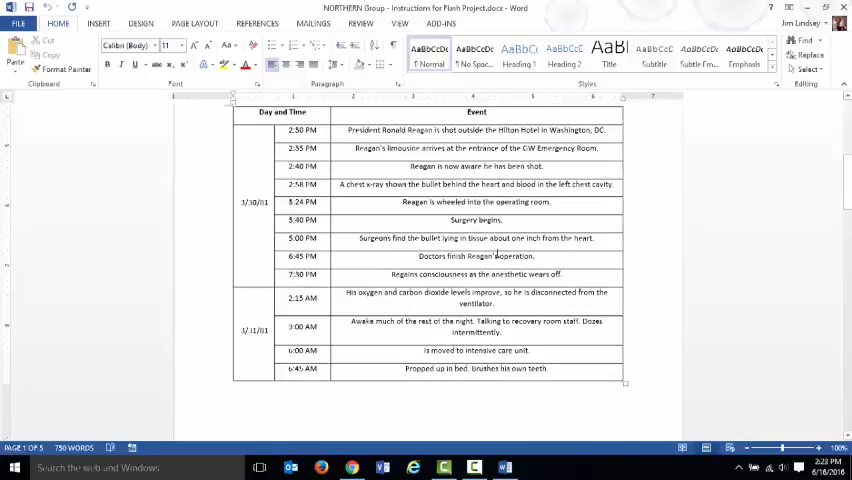 NORTHERN Group - Instructions for Flash Project.docx - Word
FILE HOME INSERT DESIGN PAGE LAYOUT REFERENCES MAILINGS REVIEW VIEW ADD-INS Jim Lindsey
Cut
Copy
Paste Format Painter
Calibri (Body) 11
Clipboard Font Paragraph Styles Editing
AaBbCcDc AaBbCcDc AaBbCc AaBbCcC AaBl AaBbCcC AaBbCcDc AaBbCcDc
¶ Normal ¶ No Spac... Heading 1 Heading 2 Title Subtitle Subtle Em... Emphasis
Find
Replace
Select
1 2 3 4 5 6 7
Day and Time Event
3/30/81
2:30 PM President Ronald Reagan is shot outside the Hilton Hotel in Washington, DC.
2:35 PM Reagan's limousine arrives at the entrance of the GW Emergency Room.
2:40 PM Reagan is now aware he has been shot.
2:58 PM A chest x-ray shows the bullet behind the heart and blood in the left chest cavity.
3:24 PM Reagan is wheeled into the operating room.
3:40 PM Surgery begins.
5:00 PM Surgeons find the bullet lying in tissue about one inch from the heart.
6:45 PM Doctors finish Reagan's operation.
7:30 PM Regains consciousness as the anesthetic wears off.
3/31/81
2:15 AM His oxygen and carbon dioxide levels improve, so he is disconnected from the
ventilator.
3:00 AM Awake much of the rest of the night. Talking to recovery room staff. Dozes
intermittently.
6:00 AM Is moved to intensive care unit.
6:45 AM Propped up in bed. Brushes his own teeth.
PAGE 1 OF 5 750 WORDS 100%
Search the web and Windows
2:23 PM
6/16/2016